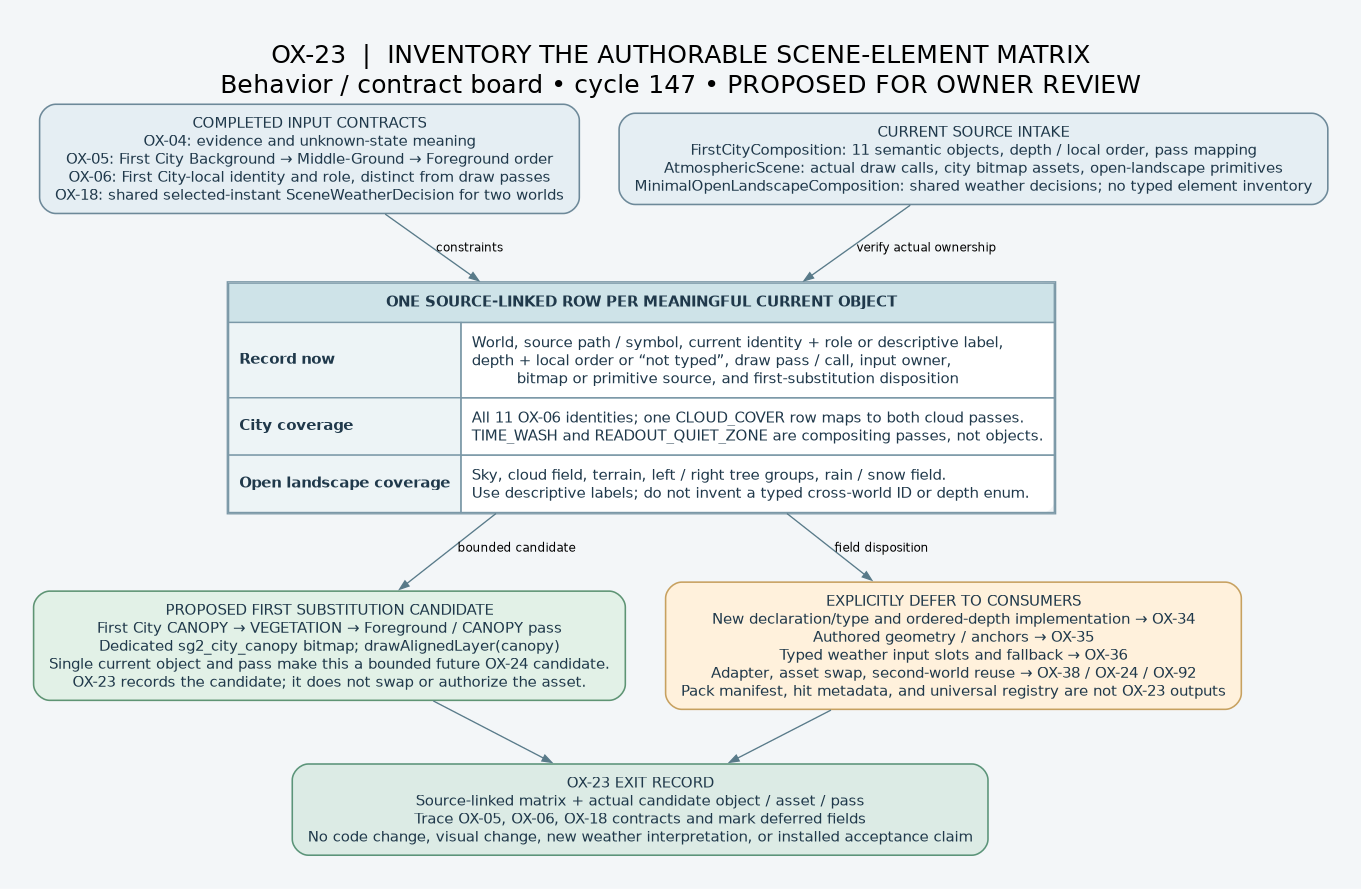 OX-23 | INVENTORY THE AUTHORABLE SCENE-ELEMENT MATRIX
Behavior / contract board • cycle 147 • PROPOSED FOR OWNER REVIEW
COMPLETED INPUT CONTRACTS
OX-04: evidence and unknown-state meaning
OX-05: First City Background → Middle-Ground → Foreground order
OX-06: First City-local identity and role, distinct from draw passes
OX-18: shared selected-instant SceneWeatherDecision for two worlds
CURRENT SOURCE INTAKE
FirstCityComposition: 11 semantic objects, depth / local order, pass mapping
AtmosphericScene: actual draw calls, city bitmap assets, open-landscape primitives
MinimalOpenLandscapeComposition: shared weather decisions; no typed element inventory
constraints
verify actual ownership
ONE SOURCE-LINKED ROW PER MEANINGFUL CURRENT OBJECT
Record now
World, source path / symbol, current identity + role or descriptive label,
depth + local order or “not typed”, draw pass / call, input owner,
bitmap or primitive source, and first-substitution disposition
City coverage
All 11 OX-06 identities; one CLOUD_COVER row maps to both cloud passes.
TIME_WASH and READOUT_QUIET_ZONE are compositing passes, not objects.
Open landscape coverage
Sky, cloud field, terrain, left / right tree groups, rain / snow field.
Use descriptive labels; do not invent a typed cross-world ID or depth enum.
bounded candidate
field disposition
PROPOSED FIRST SUBSTITUTION CANDIDATE
First City CANOPY → VEGETATION → Foreground / CANOPY pass
Dedicated sg2_city_canopy bitmap; drawAlignedLayer(canopy)
Single current object and pass make this a bounded future OX-24 candidate.
OX-23 records the candidate; it does not swap or authorize the asset.
EXPLICITLY DEFER TO CONSUMERS
New declaration/type and ordered-depth implementation → OX-34
Authored geometry / anchors → OX-35
Typed weather input slots and fallback → OX-36
Adapter, asset swap, second-world reuse → OX-38 / OX-24 / OX-92
Pack manifest, hit metadata, and universal registry are not OX-23 outputs
OX-23 EXIT RECORD
Source-linked matrix + actual candidate object / asset / pass
Trace OX-05, OX-06, OX-18 contracts and mark deferred fields
No code change, visual change, new weather interpretation, or installed acceptance claim